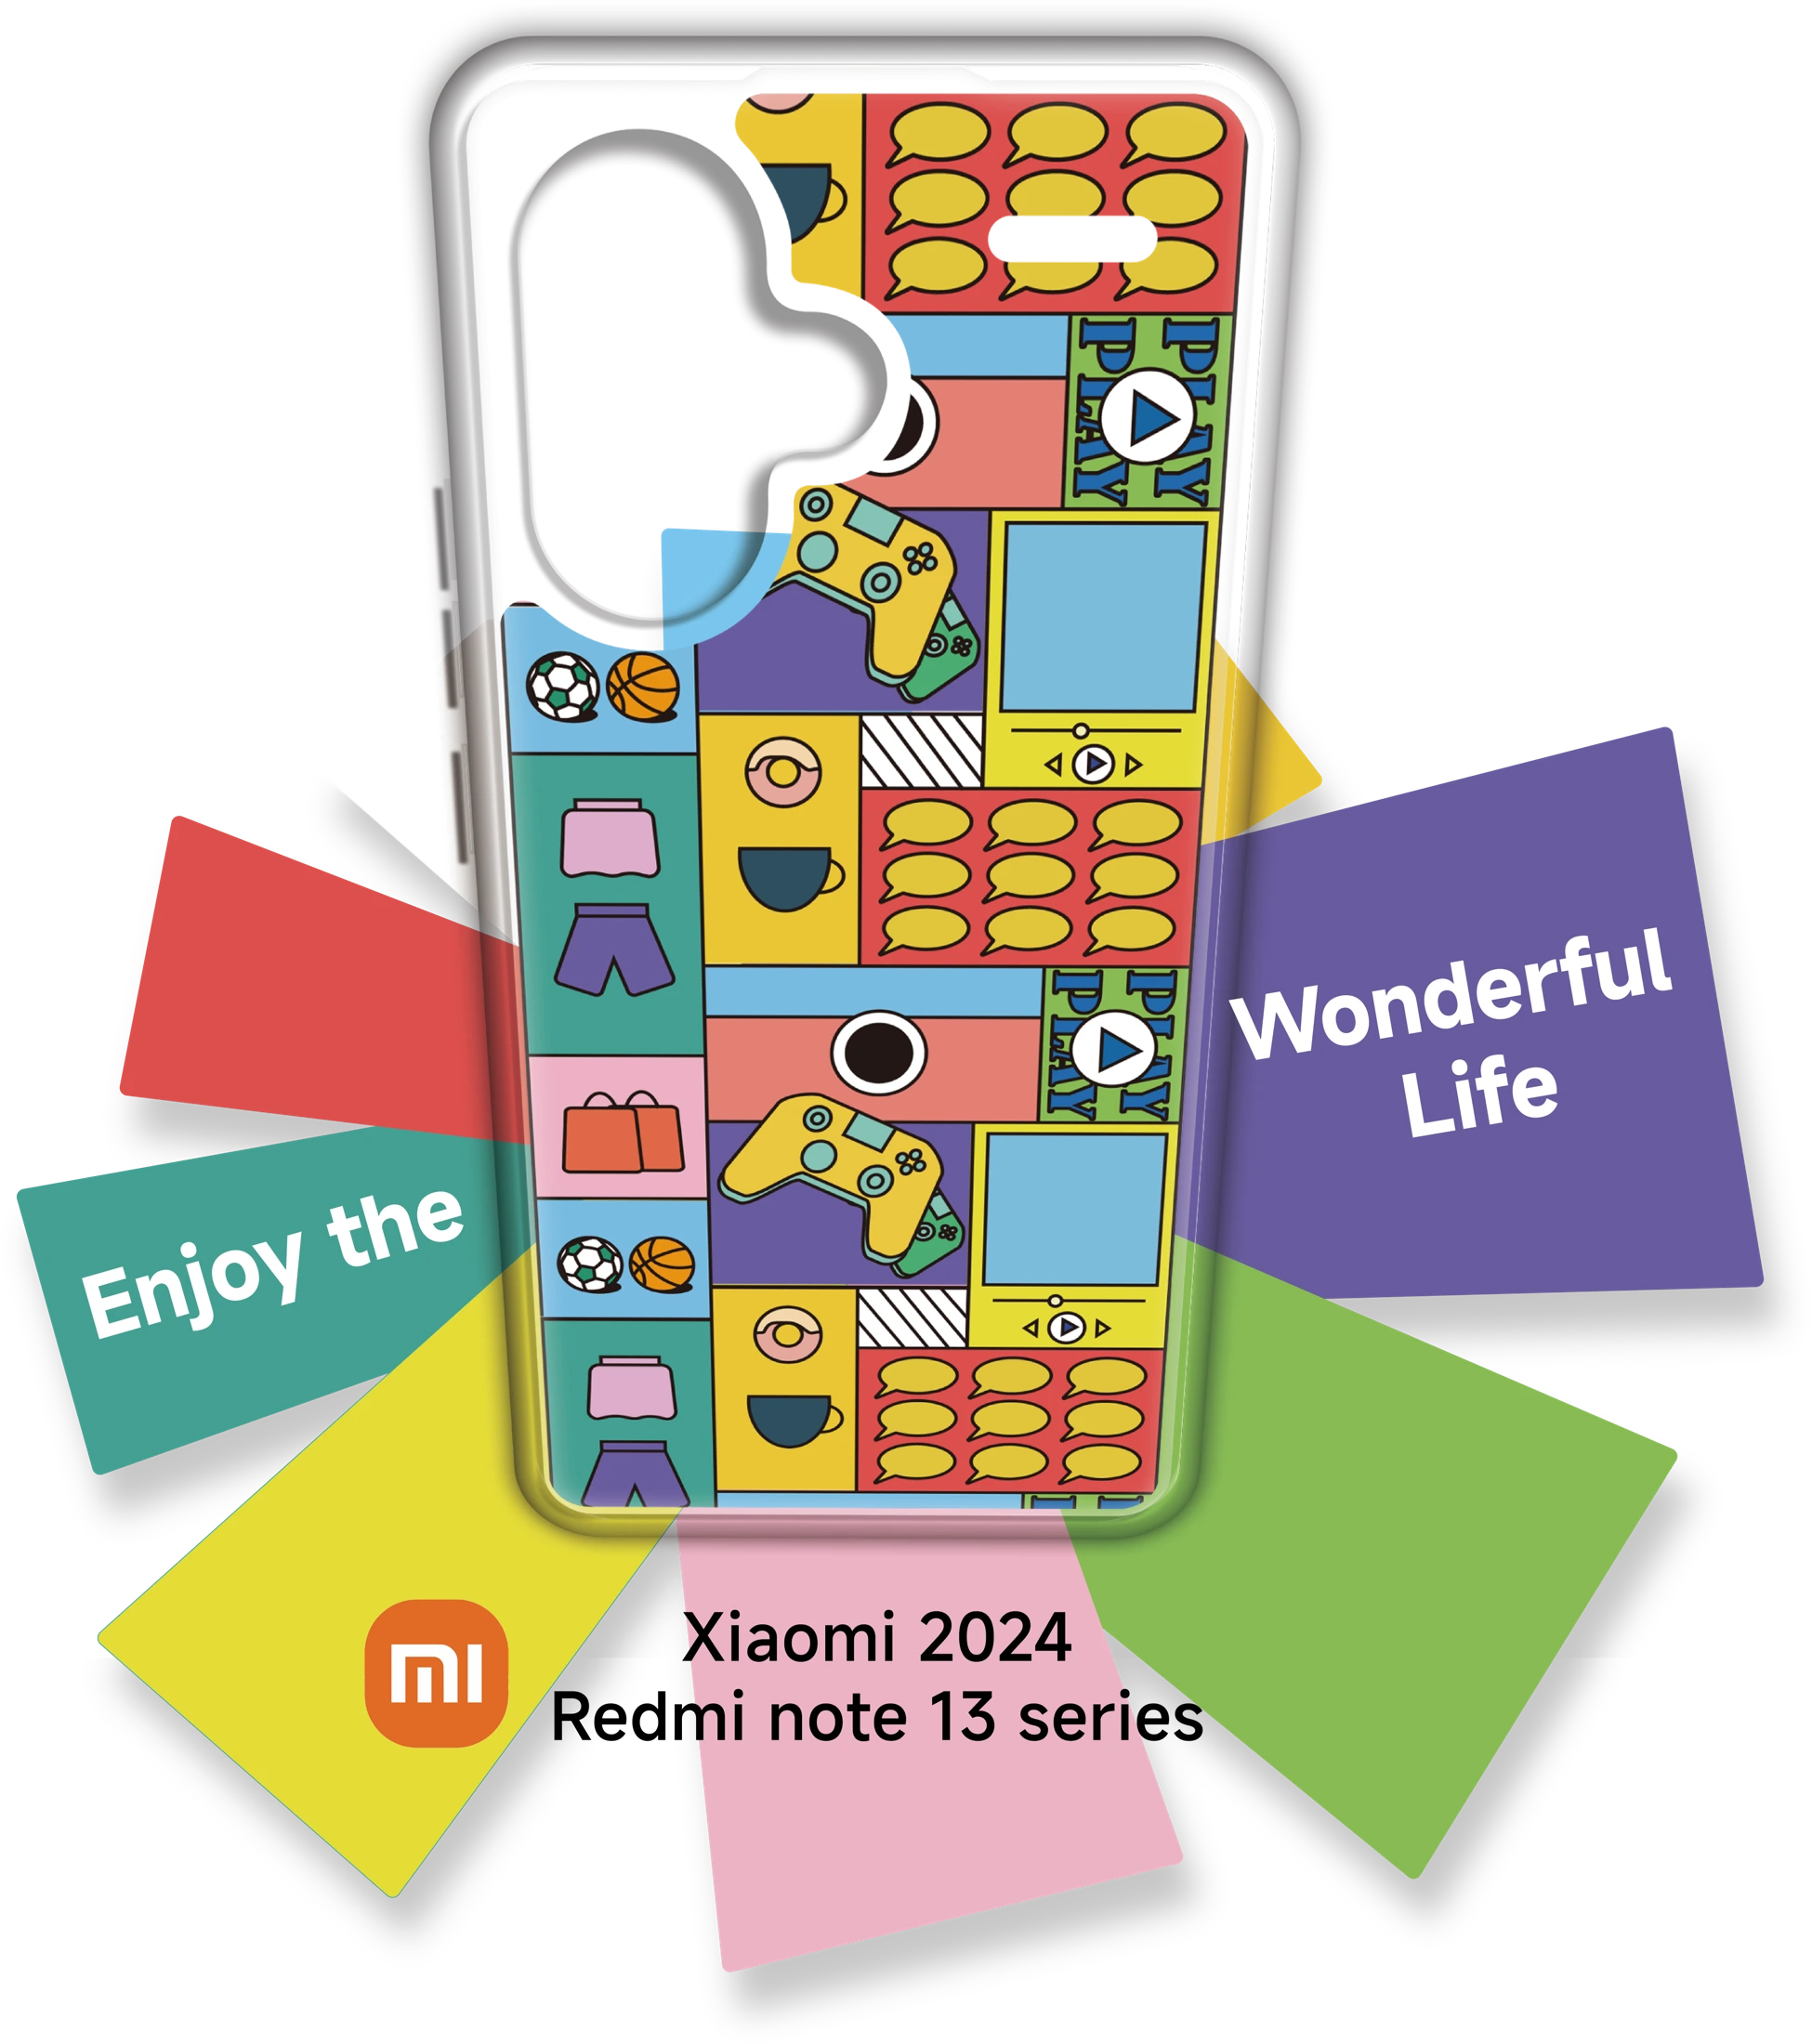 PLAY
PLAY
PLAY
PLAY
Wonderful
Life
Enjoy the
mi
Xiaomi 2024
Redmi note 13 series